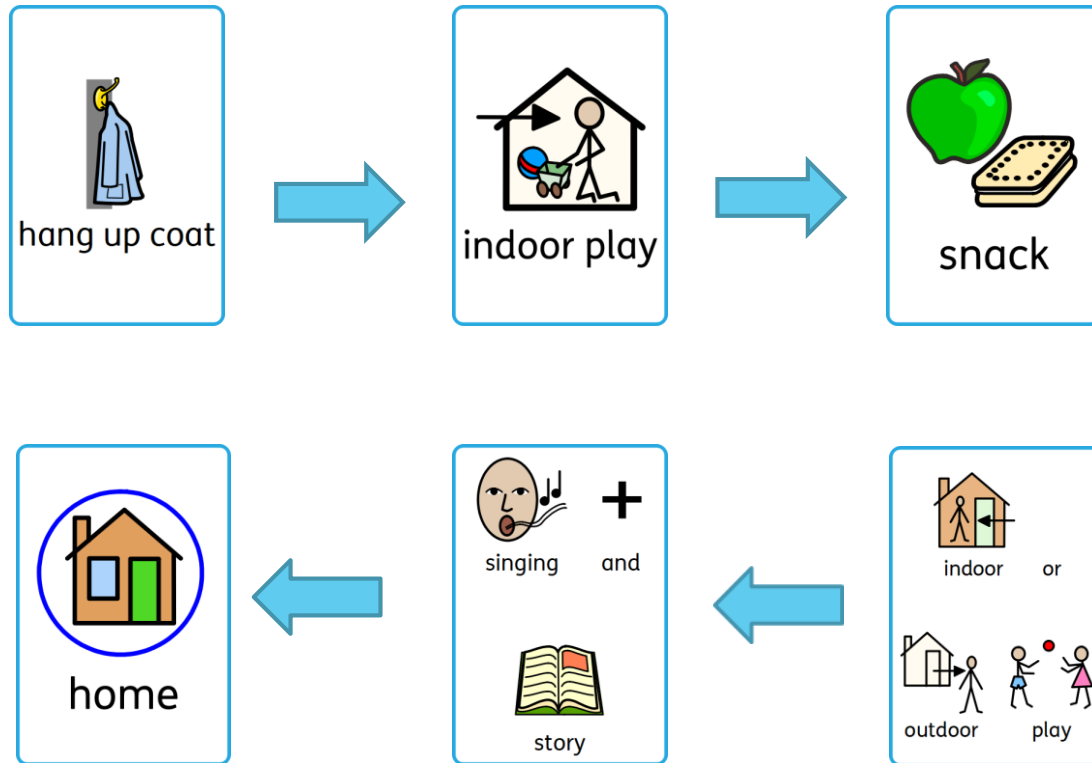 hang up coat
indoor play
snack
indoor or
outdoor play
singing and
story
home